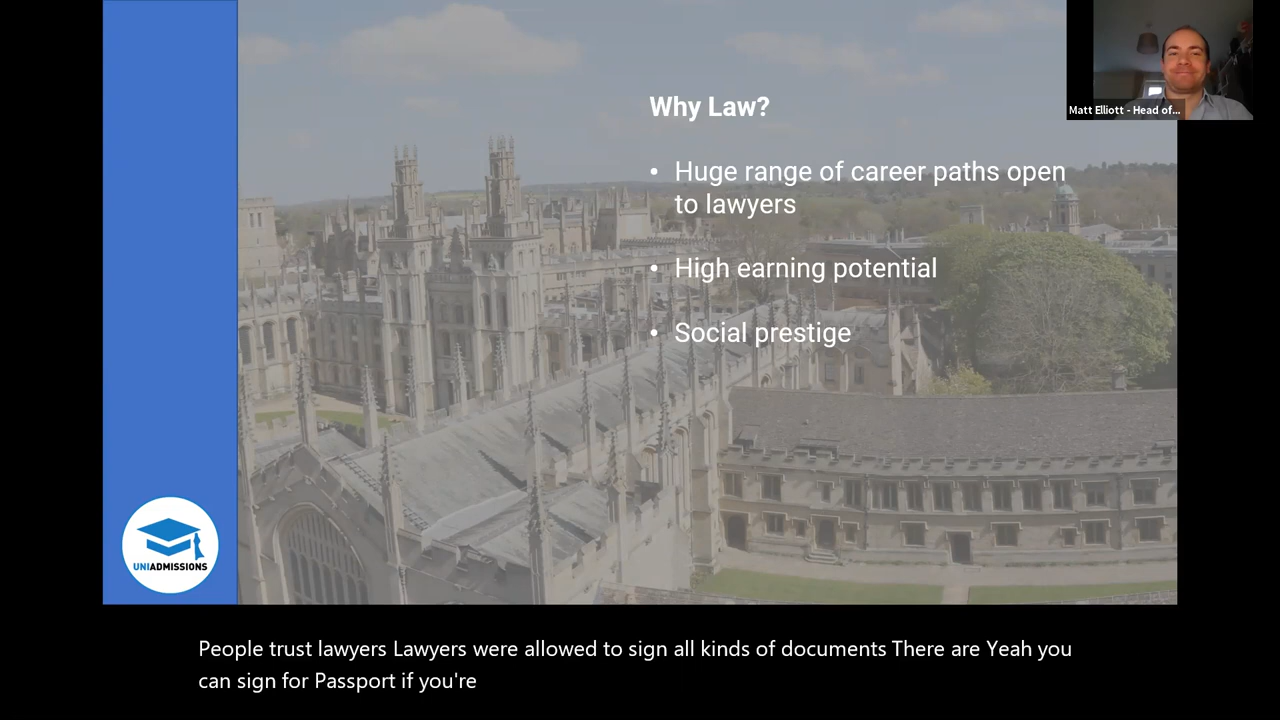 Why Law?
• Huge range of career paths open
to lawyers
• High earning potential
• Social prestige
Matt Elliott - Head of...
UNIADMISSIONS
People trust lawyers Lawyers were allowed to sign all kinds of documents There are Yeah you
can sign for Passport if you're